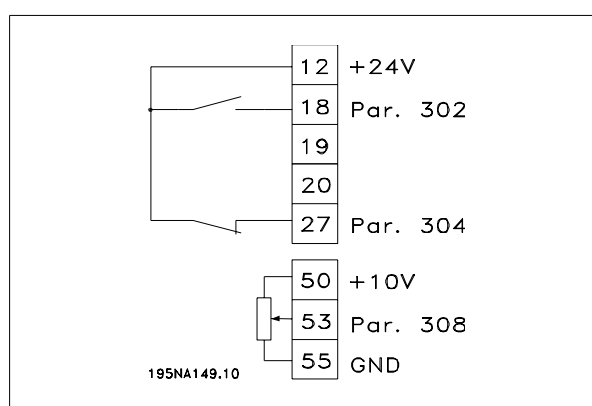 12 +24V
18 Par. 302
19
20
27 Par. 304
50 +10V
53 Par. 308
55 GND
195NA149.10